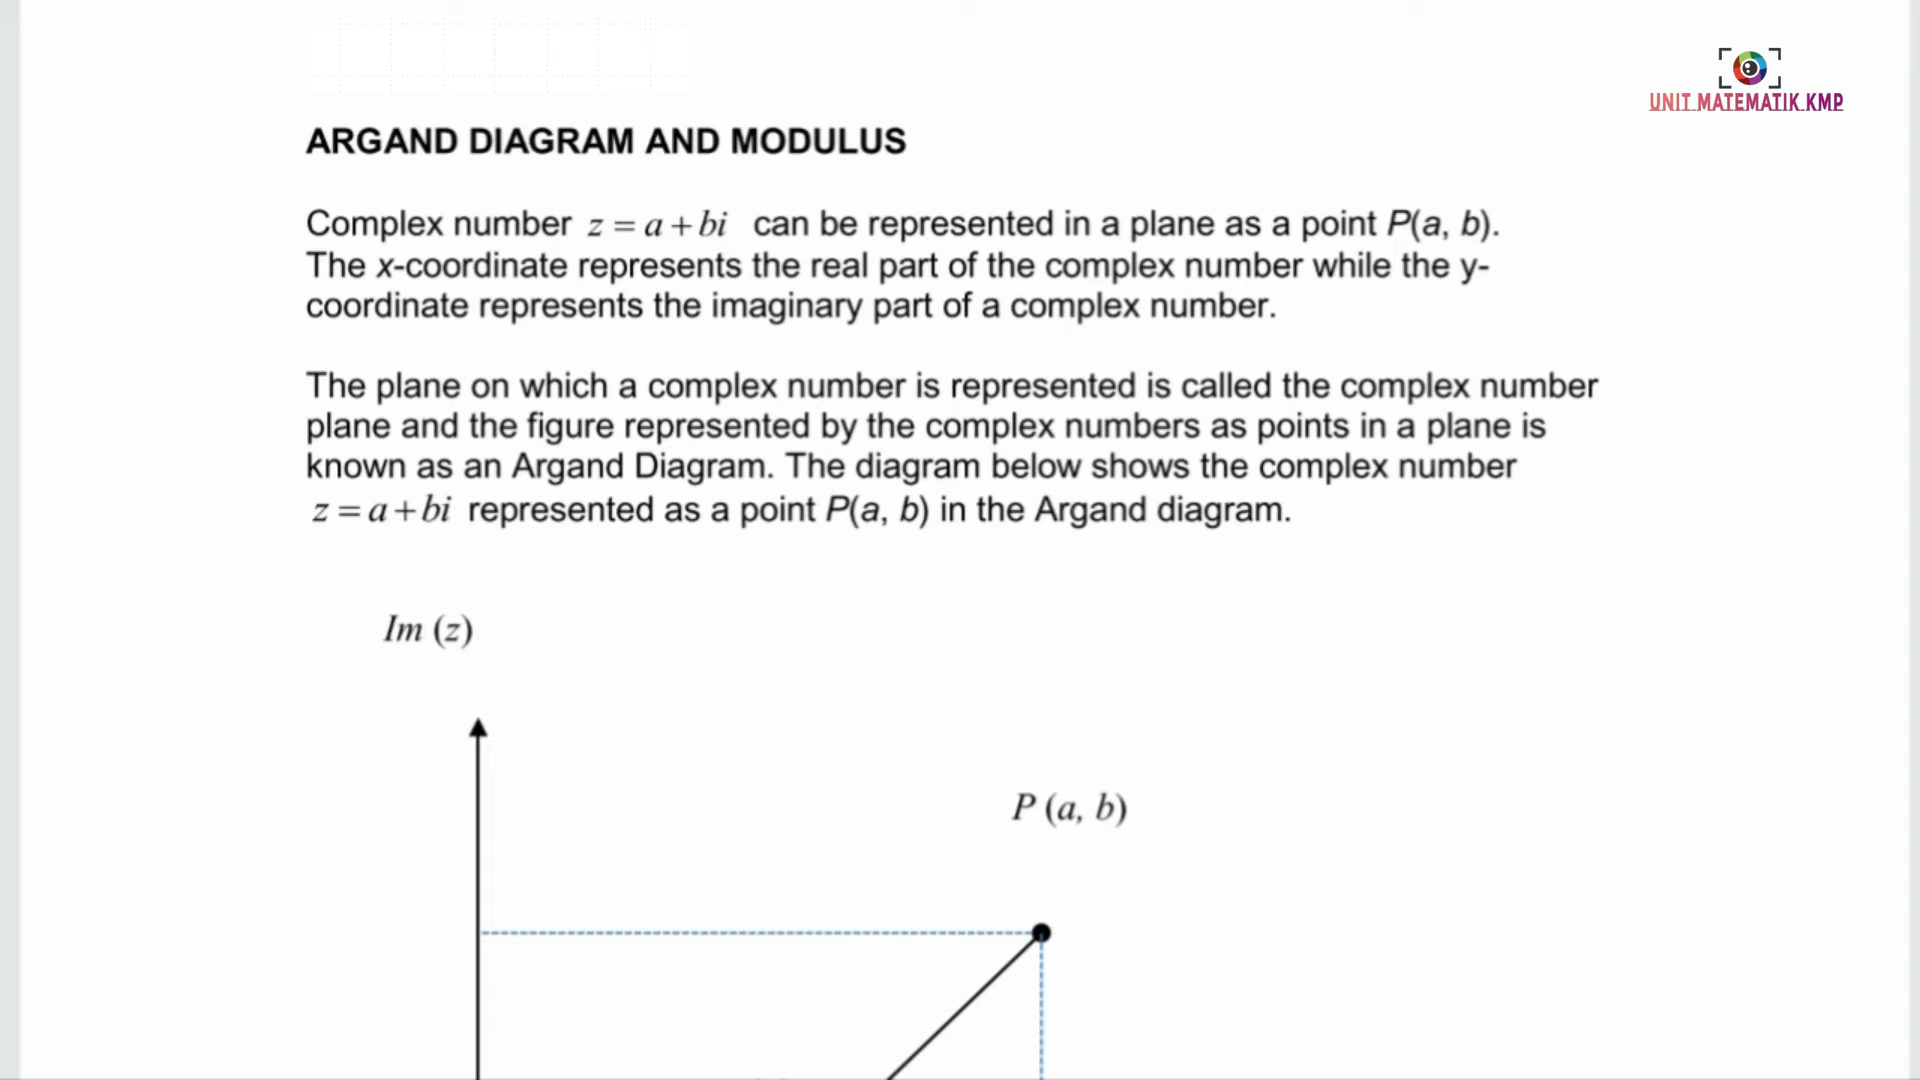 UNIT MATEMATIK KMP
ARGAND DIAGRAM AND MODULUS
Complex number z = a + bi can be represented in a plane as a point P(a, b).
The x-coordinate represents the real part of the complex number while the y-
coordinate represents the imaginary part of a complex number.
The plane on which a complex number is represented is called the complex number
plane and the figure represented by the complex numbers as points in a plane is
known as an Argand Diagram. The diagram below shows the complex number
z = a + bi represented as a point P(a, b) in the Argand diagram.
Im (z)
P (a, b)